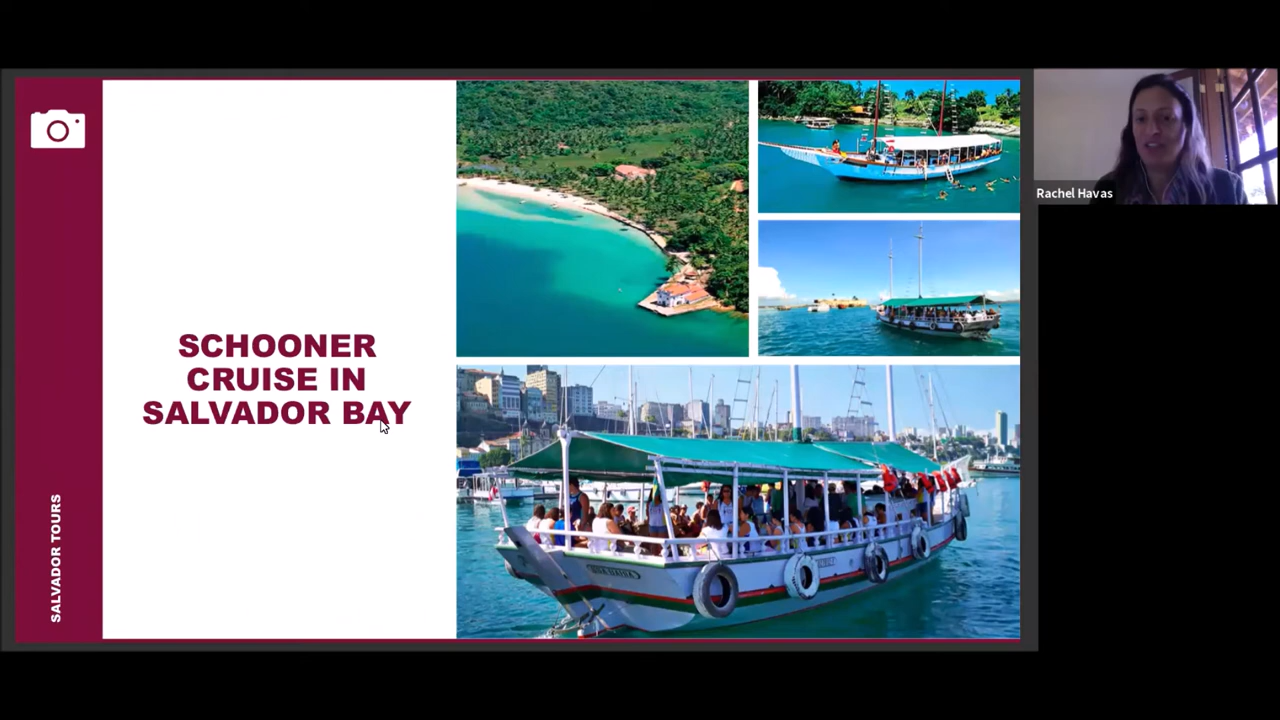 SCHOONER
CRUISE IN
SALVADOR BAY
SALVADOR TOURS
Rachel Havas